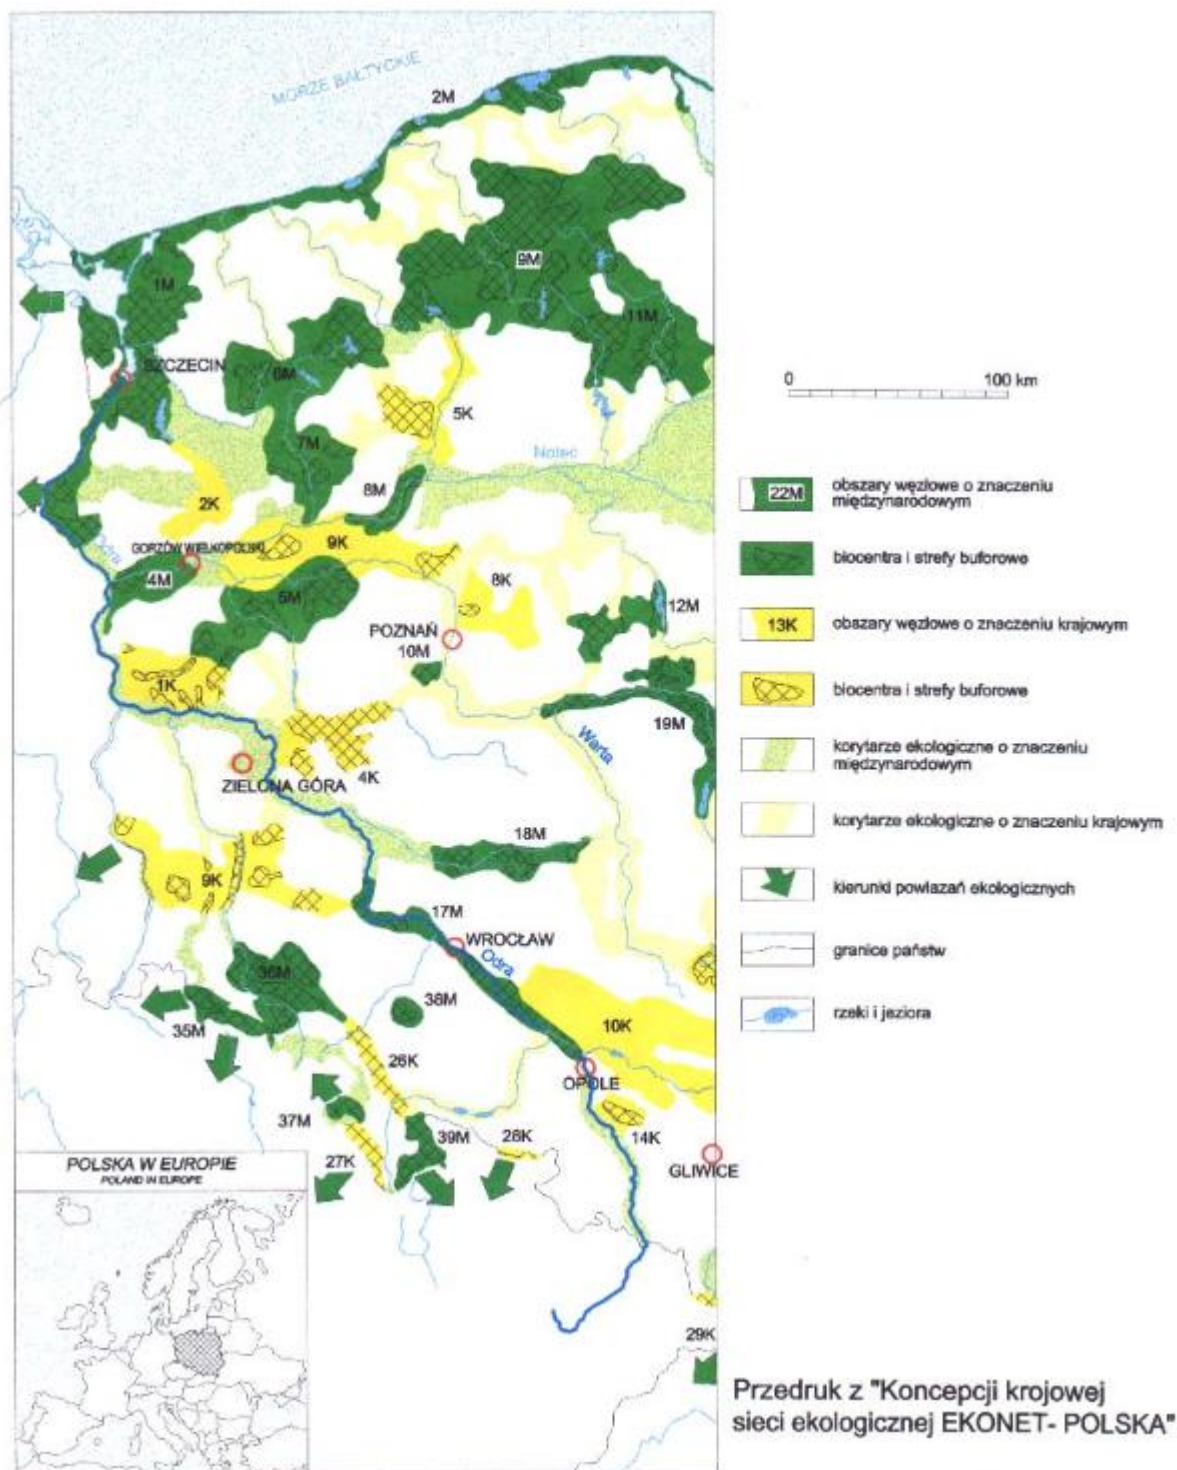 MORZE BAŁTYCKIE
2M
9M
1M
11M
SZCZECIN
6M
5K
7M
Noteć
8M
2K
Odra
GORZÓW WIELKOPOLSKI
9K
4M
5M
8K
12M
POZNAŃ
10M
1K
19M
Warta
4K
ZIELONA GÓRA
18M
9K
17M
WROCŁAW
Odra
36M
38M
35M
10K
26K
OPOLE
37M
39M
28K
14K
27K
GLIWICE
29K
POLSKA W EUROPIE
POLAND IN EUROPE
0 100 km
22M obszary węzłowe o znaczeniu
międzynarodowym
biocentra i strefy buforowe
13K obszary węzłowe o znaczeniu krajowym
biocentra i strefy buforowe
korytarze ekologiczne o znaczeniu
międzynarodowym
korytarze ekologiczne o znaczeniu krajowym
kierunki powiazań ekologicznych
granice państw
rzeki i jeziora
Przedruk z "Koncepcji krojowej
sieci ekologicznej EKONET- POLSKA"